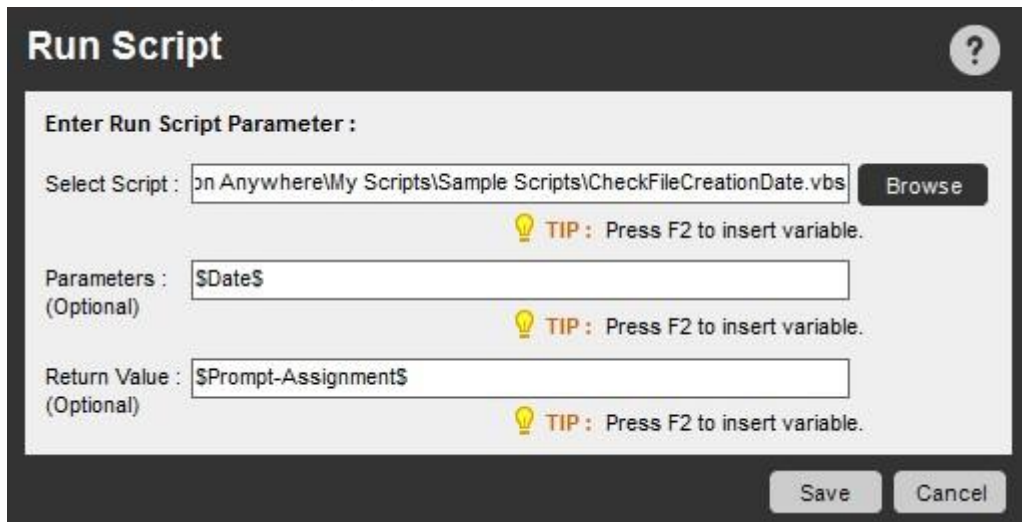 Run Script
?
Enter Run Script Parameter :
Select Script : on Anywhere\My Scripts\Sample Scripts\CheckFileCreationDate.vbs Browse
TIP : Press F2 to insert variable.
Parameters : $Date$
(Optional)
TIP : Press F2 to insert variable.
Return Value : $Prompt-Assignment$
(Optional)
TIP : Press F2 to insert variable.
Save Cancel